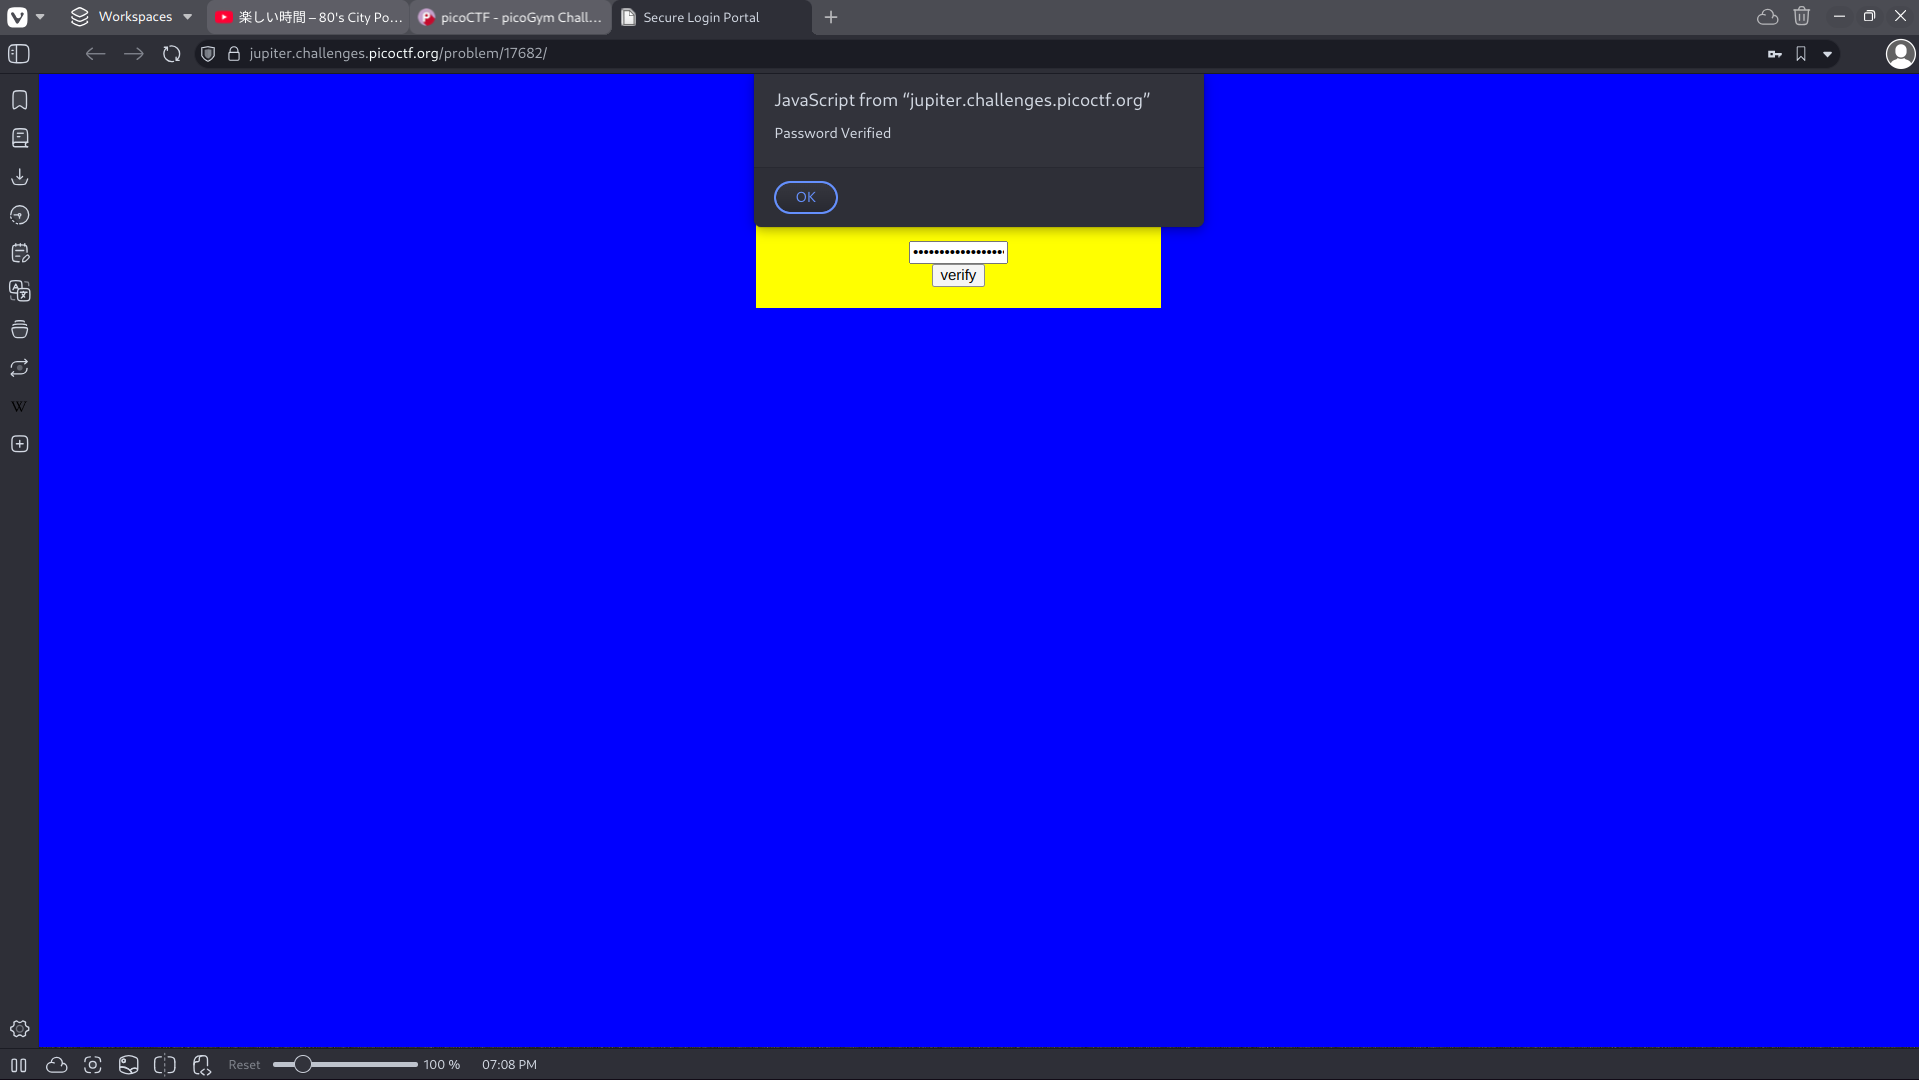 Workspaces
楽しい時間 – 80's City Po...
picoCTF - picoGym Chall...
Secure Login Portal
jupiter.challenges.picoctf.org/problem/17682/
JavaScript from “jupiter.challenges.picoctf.org”
Password Verified
OK
verify
W
Reset
100 %
07:08 PM